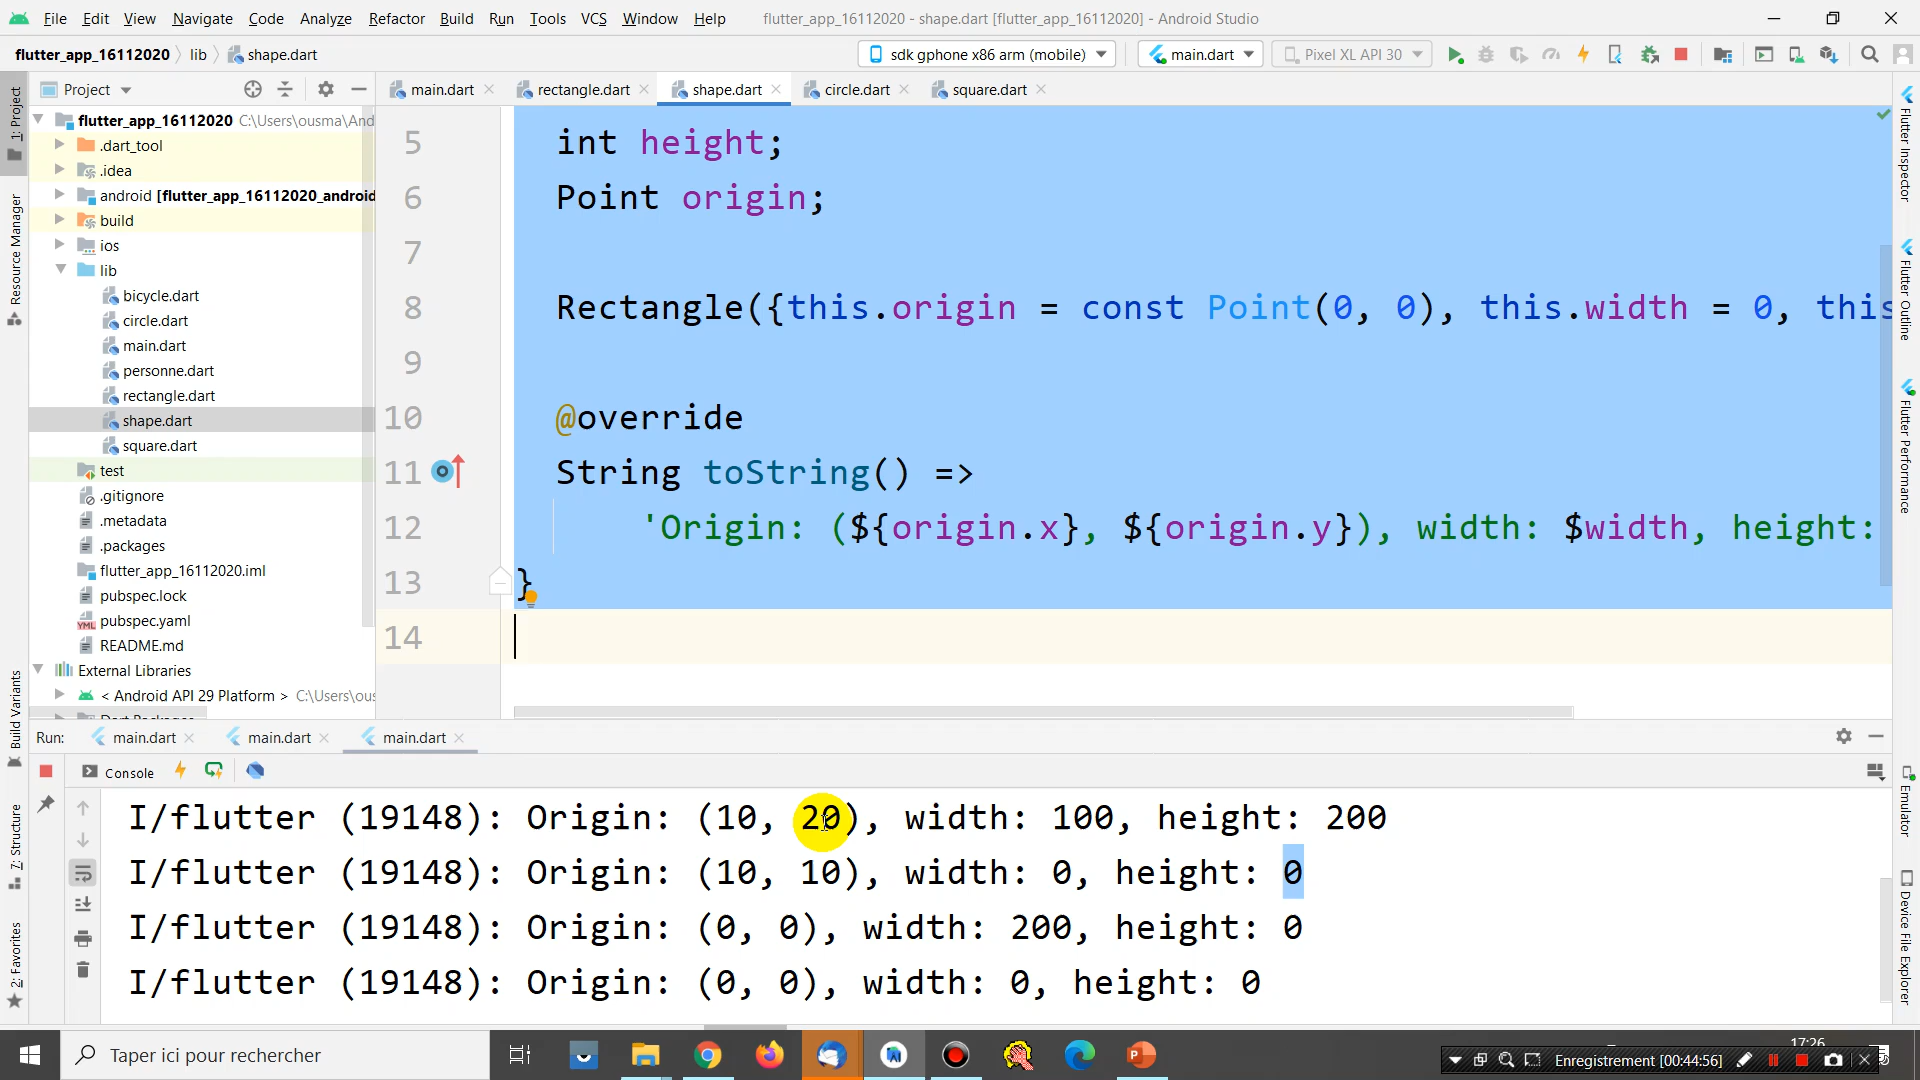 File Edit View Navigate Code Analyze Refactor Build Run Tools VCS Window Help flutter_app_16112020 - shape.dart [flutter_app_16112020] - Android Studio
flutter_app_16112020 lib shape.dart sdk gphone x86 arm (mobile) main.dart Pixel XL API 30
Project main.dart rectangle.dart shape.dart circle.dart square.dart
flutter_app_16112020 C:\Users\ousma\And
.dart_tool
.idea
android [flutter_app_16112020_android
build
ios
lib
bicycle.dart
circle.dart
main.dart
personne.dart
rectangle.dart
shape.dart
square.dart
test
.gitignore
.metadata
.packages
flutter_app_16112020.iml
pubspec.lock
pubspec.yaml
README.md
External Libraries
< Android API 29 Platform > C:\Users\ous
5 int height;
6 Point origin;
7
8 Rectangle({this.origin = const Point(0, 0), this.width = 0, this
9
10 @override
11 String toString() =>
12 'Origin: (${origin.x}, ${origin.y}), width: $width, height:
13 }
14
1: Project
Resource Manager
Build Variants
7: Structure
2: Favorites
Flutter Inspector
Flutter Outline
Flutter Performance
Emulator
Device File Explorer
Run: main.dart main.dart main.dart
Console
I/flutter (19148): Origin: (10, 20), width: 100, height: 200
I/flutter (19148): Origin: (10, 10), width: 0, height: 0
I/flutter (19148): Origin: (0, 0), width: 200, height: 0
I/flutter (19148): Origin: (0, 0), width: 0, height: 0
Taper ici pour rechercher
17:26
Enregistrement [00:44:56]